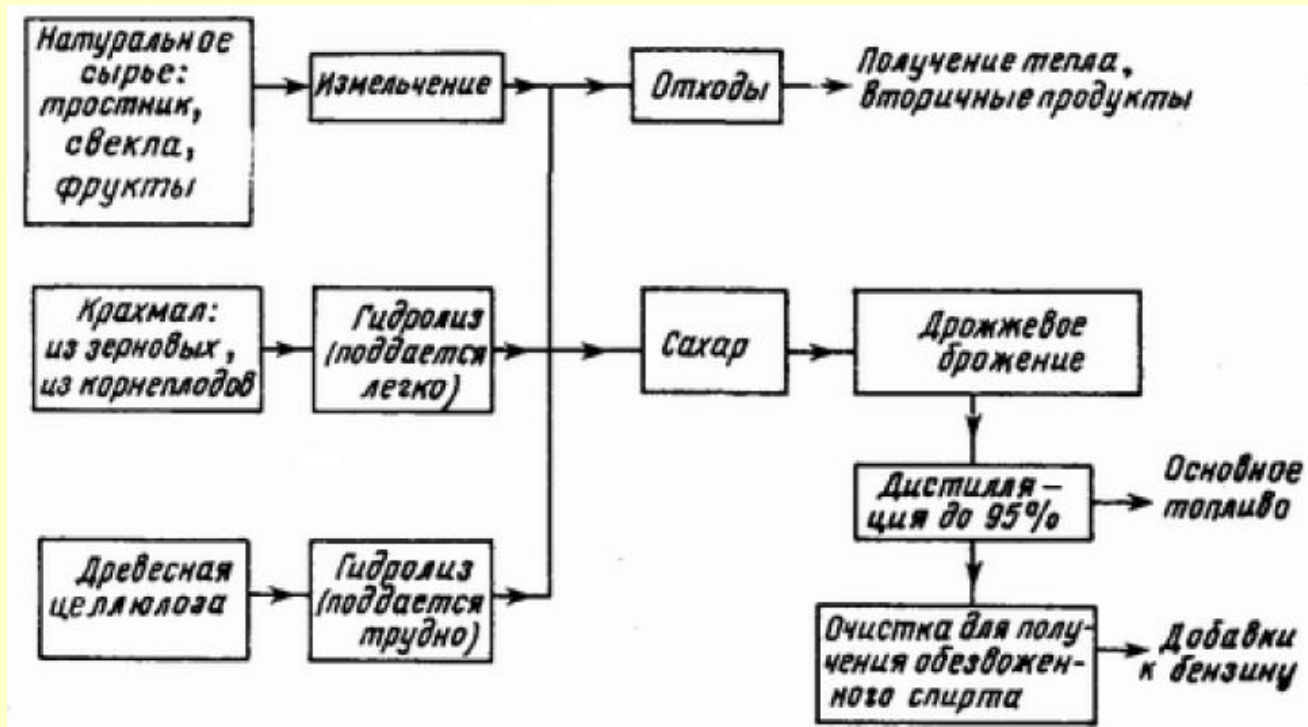 Натуральное
сырье:
тростник,
свекла,
фрукты
Измельчение
Отходы
Получение тепла,
вторичные продукты
Крахмал:
из зерновых,
из корнеплодов
Гидролиз
(поддается
легко)
Сахар
Дрожжевое
брожение
Дистилля-
ция до 95%
Основное
топливо
Древесная
целлюлоза
Гидролиз
(поддается
трудно)
Очистка для полу-
чения обезвожен-
ного спирта
Добавки
к бензину